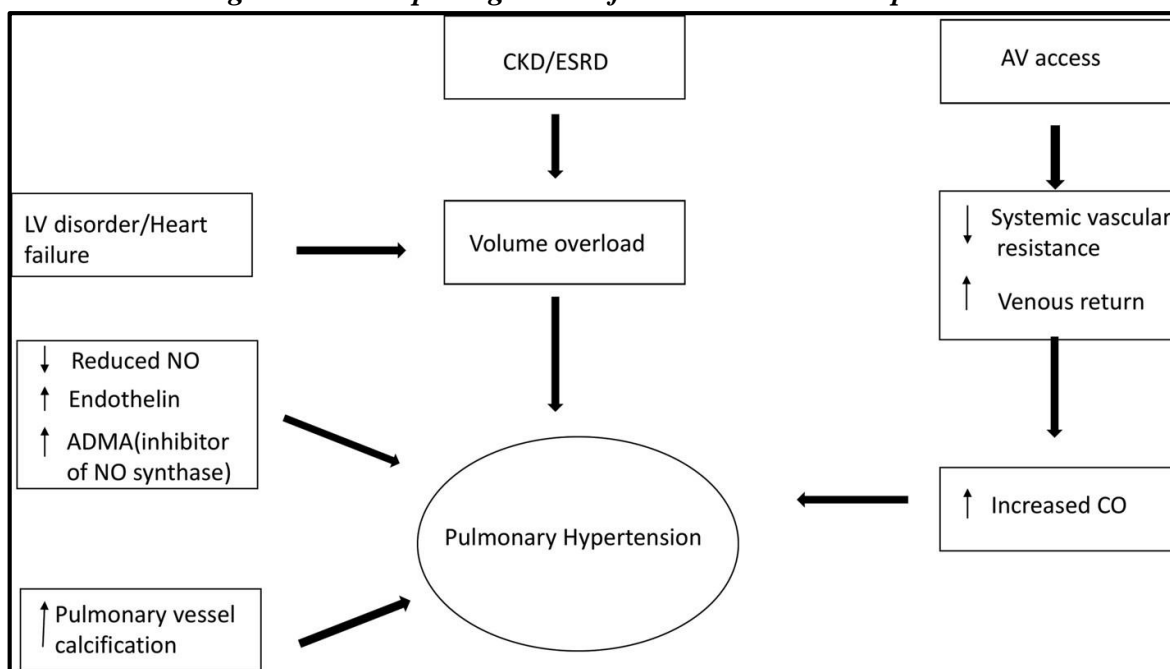 CKD/ESRD
AV access
LV disorder/Heart
failure
Volume overload
↓ Systemic vascular
resistance
↑ Venous return
↓ Reduced NO
↑ Endothelin
↑ ADMA(inhibitor
of NO synthase)
↑ Increased CO
Pulmonary Hypertension
↑ Pulmonary vessel
calcification